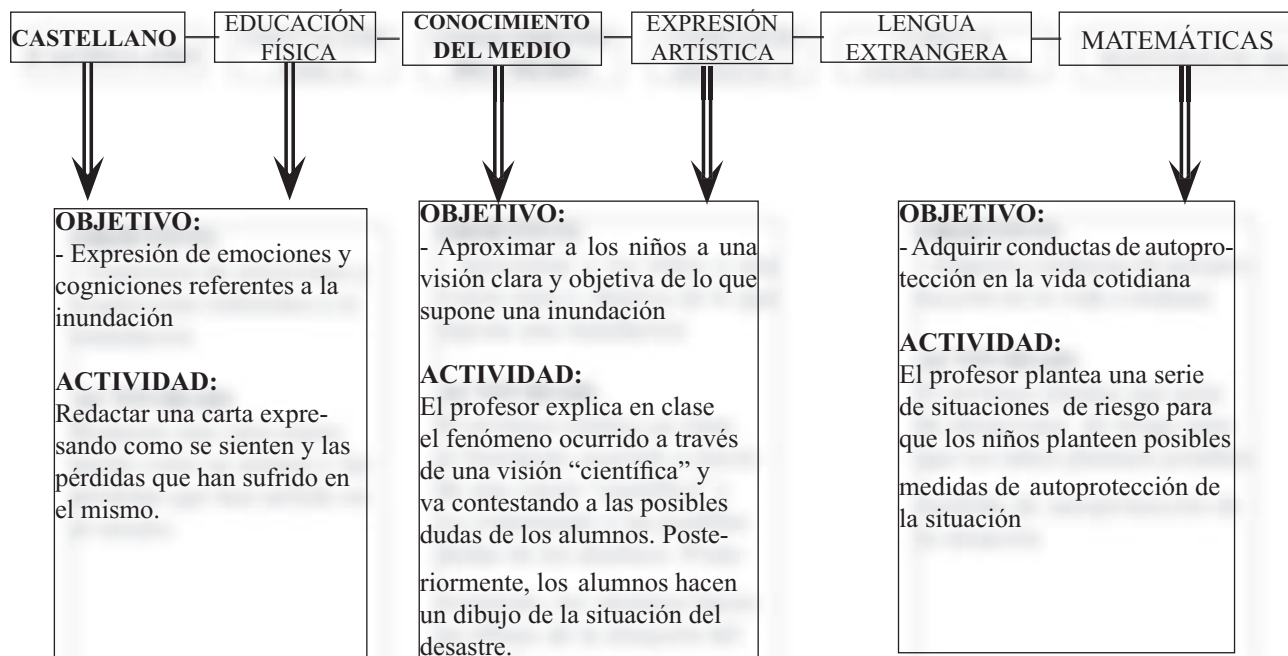 CASTELLANO
EDUCACIÓN
FÍSICA
CONOCIMIENTO
DEL MEDIO
EXPRESIÓN
ARTÍSTICA
LENGUA
EXTRANGERA
MATEMÁTICAS
OBJETIVO:
- Expresión de emociones y
cogniciones referentes a la
inundación
ACTIVIDAD:
Redactar una carta expre-
sando como se sienten y las
pérdidas que han sufrido en
el mismo.
OBJETIVO:
- Aproximar a los niños a una
visión clara y objetiva de lo que
supone una inundación
ACTIVIDAD:
El profesor explica en clase
el fenómeno ocurrido a través
de una visión “científica” y
va contestando a las posibles
dudas de los alumnos. Poste-
riormente, los alumnos hacen
un dibujo de la situación del
desastre.
OBJETIVO:
- Adquirir conductas de autopro-
tección en la vida cotidiana
ACTIVIDAD:
El profesor plantea una serie
de situaciones de riesgo para
que los niños planteen posibles
medidas de autoprotección de
la situación